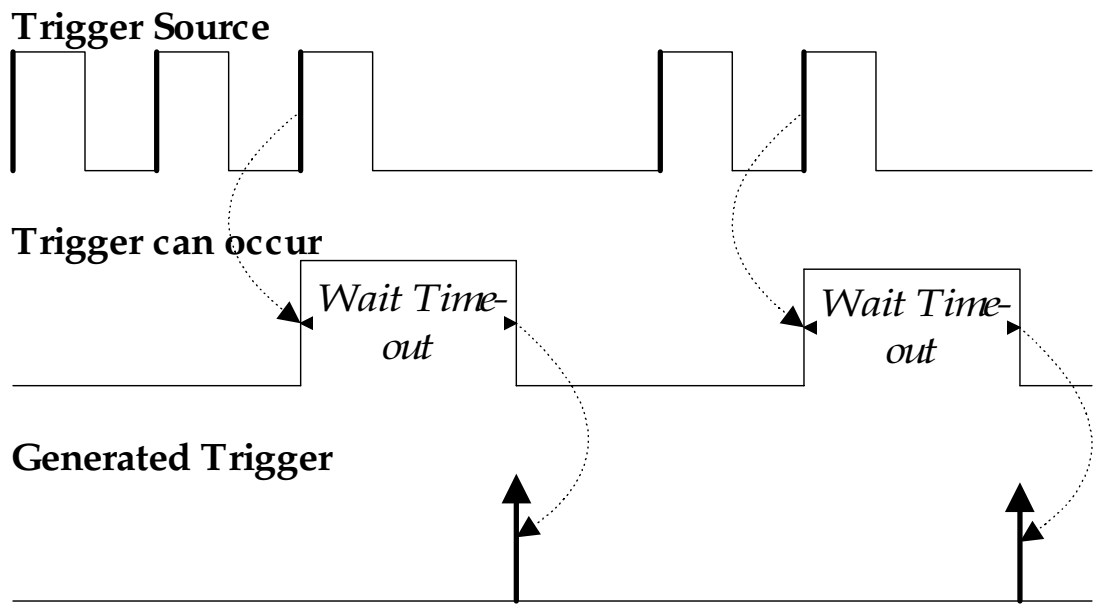 Trigger Source
Trigger can occur
Wait Time-
out
Wait Time-
out
Generated Trigger